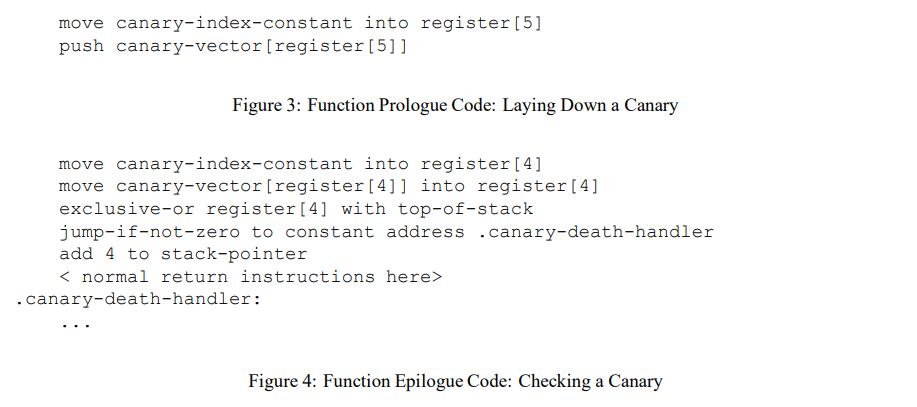 move canary-index-constant into register[5]
push canary-vector[register[5]]
Figure 3: Function Prologue Code: Laying Down a Canary
move canary-index-constant into register[4]
move canary-vector[register[4]] into register[4]
exclusive-or register[4] with top-of-stack
jump-if-not-zero to constant address .canary-death-handler
add 4 to stack-pointer
< normal return instructions here>
.canary-death-handler:
...
Figure 4: Function Epilogue Code: Checking a Canary